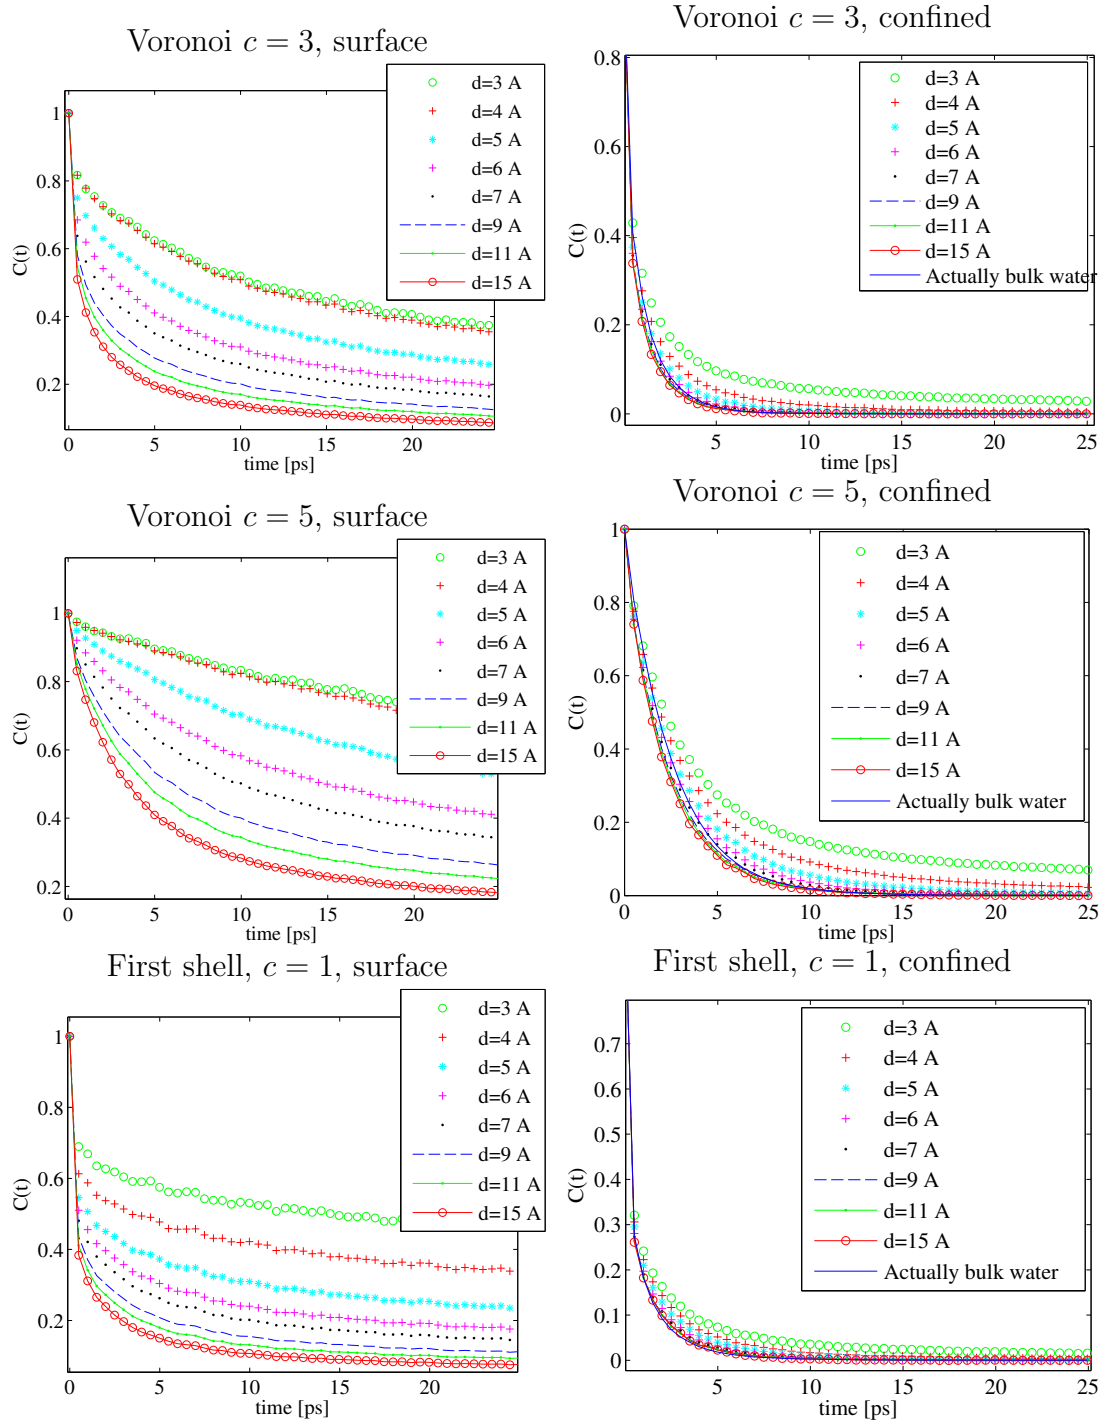 Voronoi c = 3, surface
d=3 A
d=4 A
d=5 A
d=6 A
d=7 A
d=9 A
d=11 A
d=15 A
C(t)
1
0.8
0.6
0.4
0.2
0 5 10 15 20
time [ps]
Voronoi c = 3, confined
d=3 A
d=4 A
d=5 A
d=6 A
d=7 A
d=9 A
d=11 A
d=15 A
Actually bulk water
C(t)
0.8
0.6
0.4
0.2
0
5 10 15 20 25
time [ps]
Voronoi c = 5, surface
d=3 A
d=4 A
d=5 A
d=6 A
d=7 A
d=9 A
d=11 A
d=15 A
C(t)
1
0.8
0.6
0.4
0.2
0 5 10 15 20
time [ps]
Voronoi c = 5, confined
d=3 A
d=4 A
d=5 A
d=6 A
d=7 A
d=9 A
d=11 A
d=15 A
Actually bulk water
C(t)
1
0.8
0.6
0.4
0.2
0
0 5 10 15 20 25
time [ps]
First shell, c = 1, surface
d=3 A
d=4 A
d=5 A
d=6 A
d=7 A
d=9 A
d=11 A
d=15 A
C(t)
1
0.8
0.6
0.4
0.2
0 5 10 15 20
time [ps]
First shell, c = 1, confined
d=3 A
d=4 A
d=5 A
d=6 A
d=7 A
d=9 A
d=11 A
d=15 A
Actually bulk water
C(t)
0.7
0.6
0.5
0.4
0.3
0.2
0.1
0
5 10 15 20 25
time [ps]